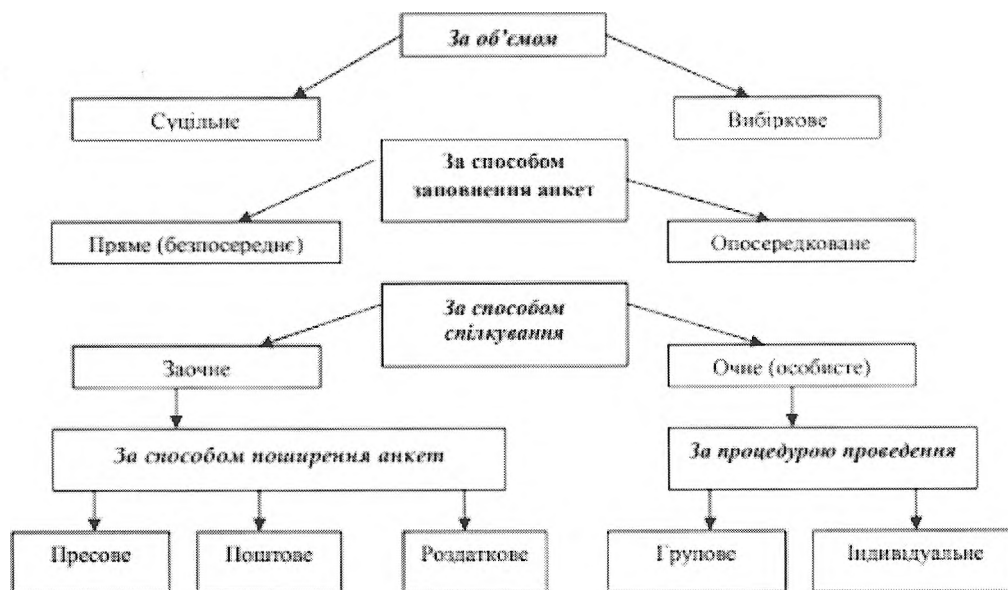 За об’ємом
Суцільне
Вибіркове
За способом
заповнення анкет
Пряме (безпосереднє)
Опосередковане
За способом
спілкування
Заочне
Очне (особисте)
За способом поширення анкет
За процедурою проведення
Пресове
Поштове
Роздаткове
Групове
Індивідуальне